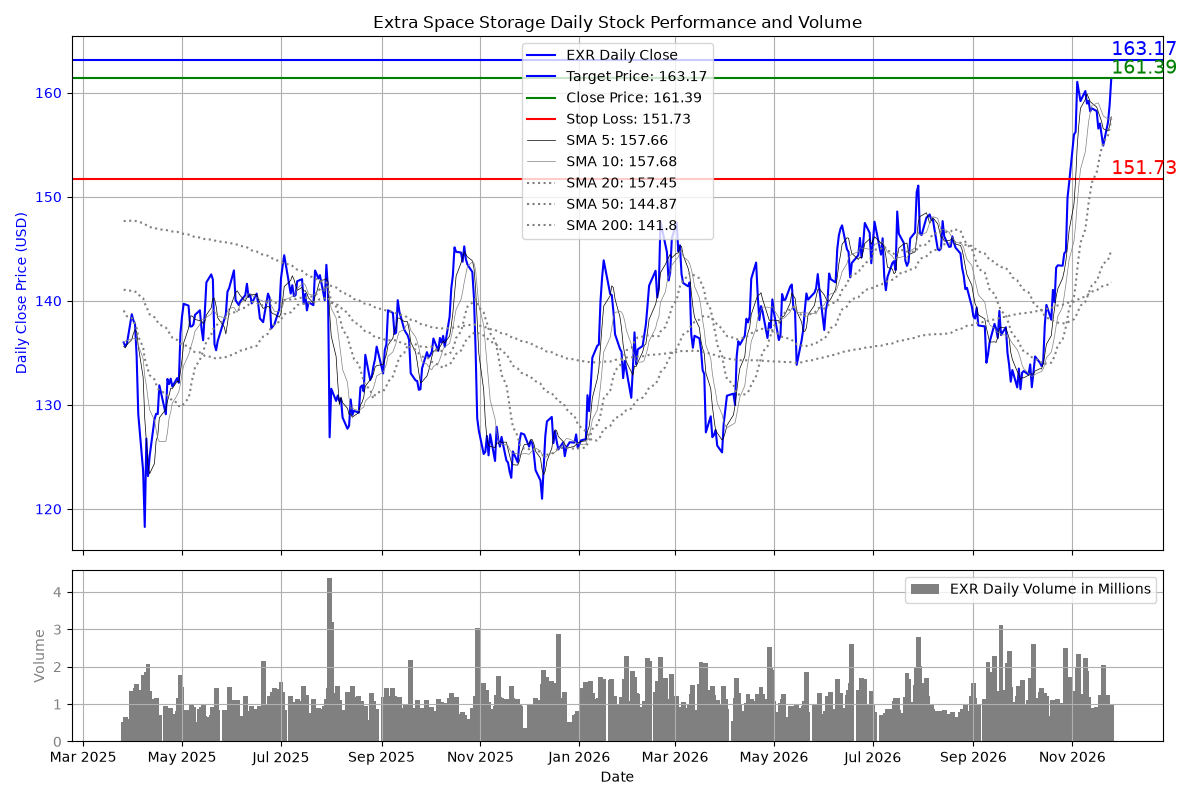 Extra Space Storage Daily Stock Performance and Volume
163.17
161.39
151.73
EXR Daily Close
Target Price: 163.17
Close Price: 161.39
Stop Loss: 151.73
SMA 5: 157.66
SMA 10: 157.68
SMA 20: 157.45
SMA 50: 144.87
SMA 200: 141.8
Daily Close Price (USD)
160
150
140
130
120
EXR Daily Volume in Millions
Volume
4
3
2
1
0
Mar 2025 May 2025 Jul 2025 Sep 2025 Nov 2025 Jan 2026 Mar 2026 May 2026 Jul 2026 Sep 2026 Nov 2026
Date